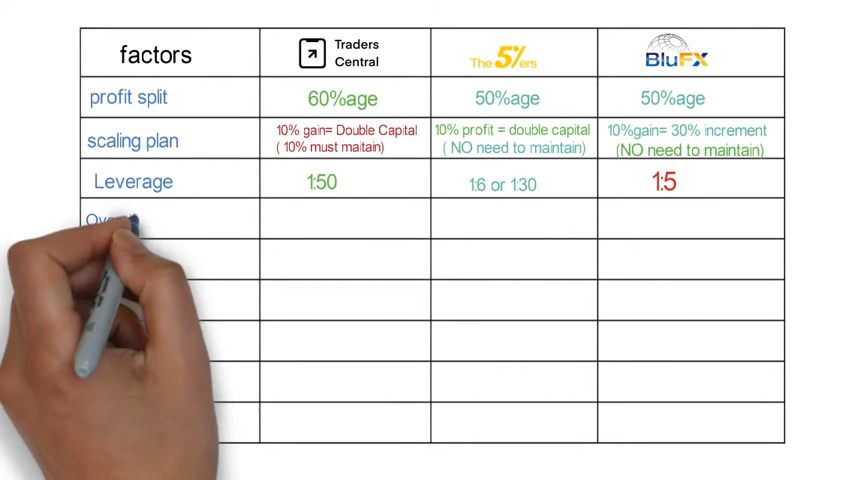 factors
Traders
Central
The 5%ers
BluFX
profit split
60%age
50%age
50%age
scaling plan
10% gain= Double Capital
( 10% must maitain)
10% profit = double capital
( NO need to maintain)
10%gain= 30% increment
(NO need to maintain)
Leverage
1:50
1:6 or 1:30
1:5